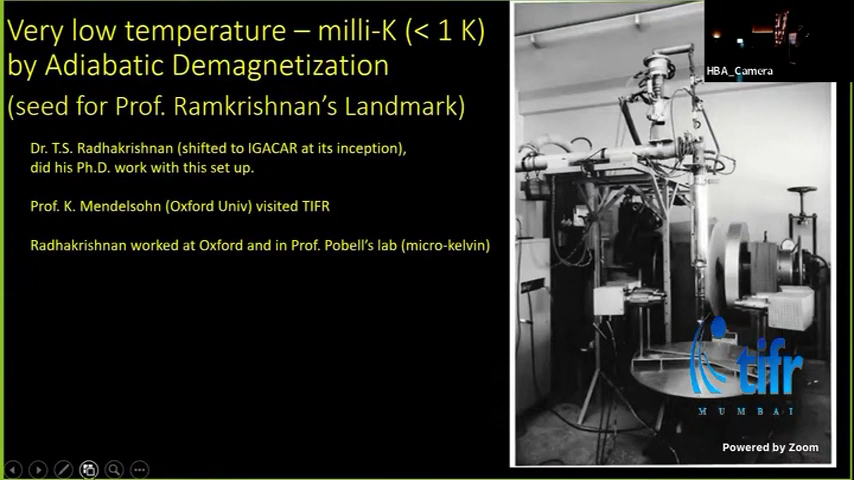 Very low temperature – milli-K (< 1 K)
by Adiabatic Demagnetization
(seed for Prof. Ramkrishnan's Landmark)
Dr. T.S. Radhakrishnan (shifted to IGACAR at its inception),
did his Ph.D. work with this set up.
Prof. K. Mendelsohn (Oxford Univ) visited TIFR
Radhakrishnan worked at Oxford and in Prof. Pobell's lab (micro-kelvin)
HBA_Camera
tifr
MUMBAI
Powered by Zoom